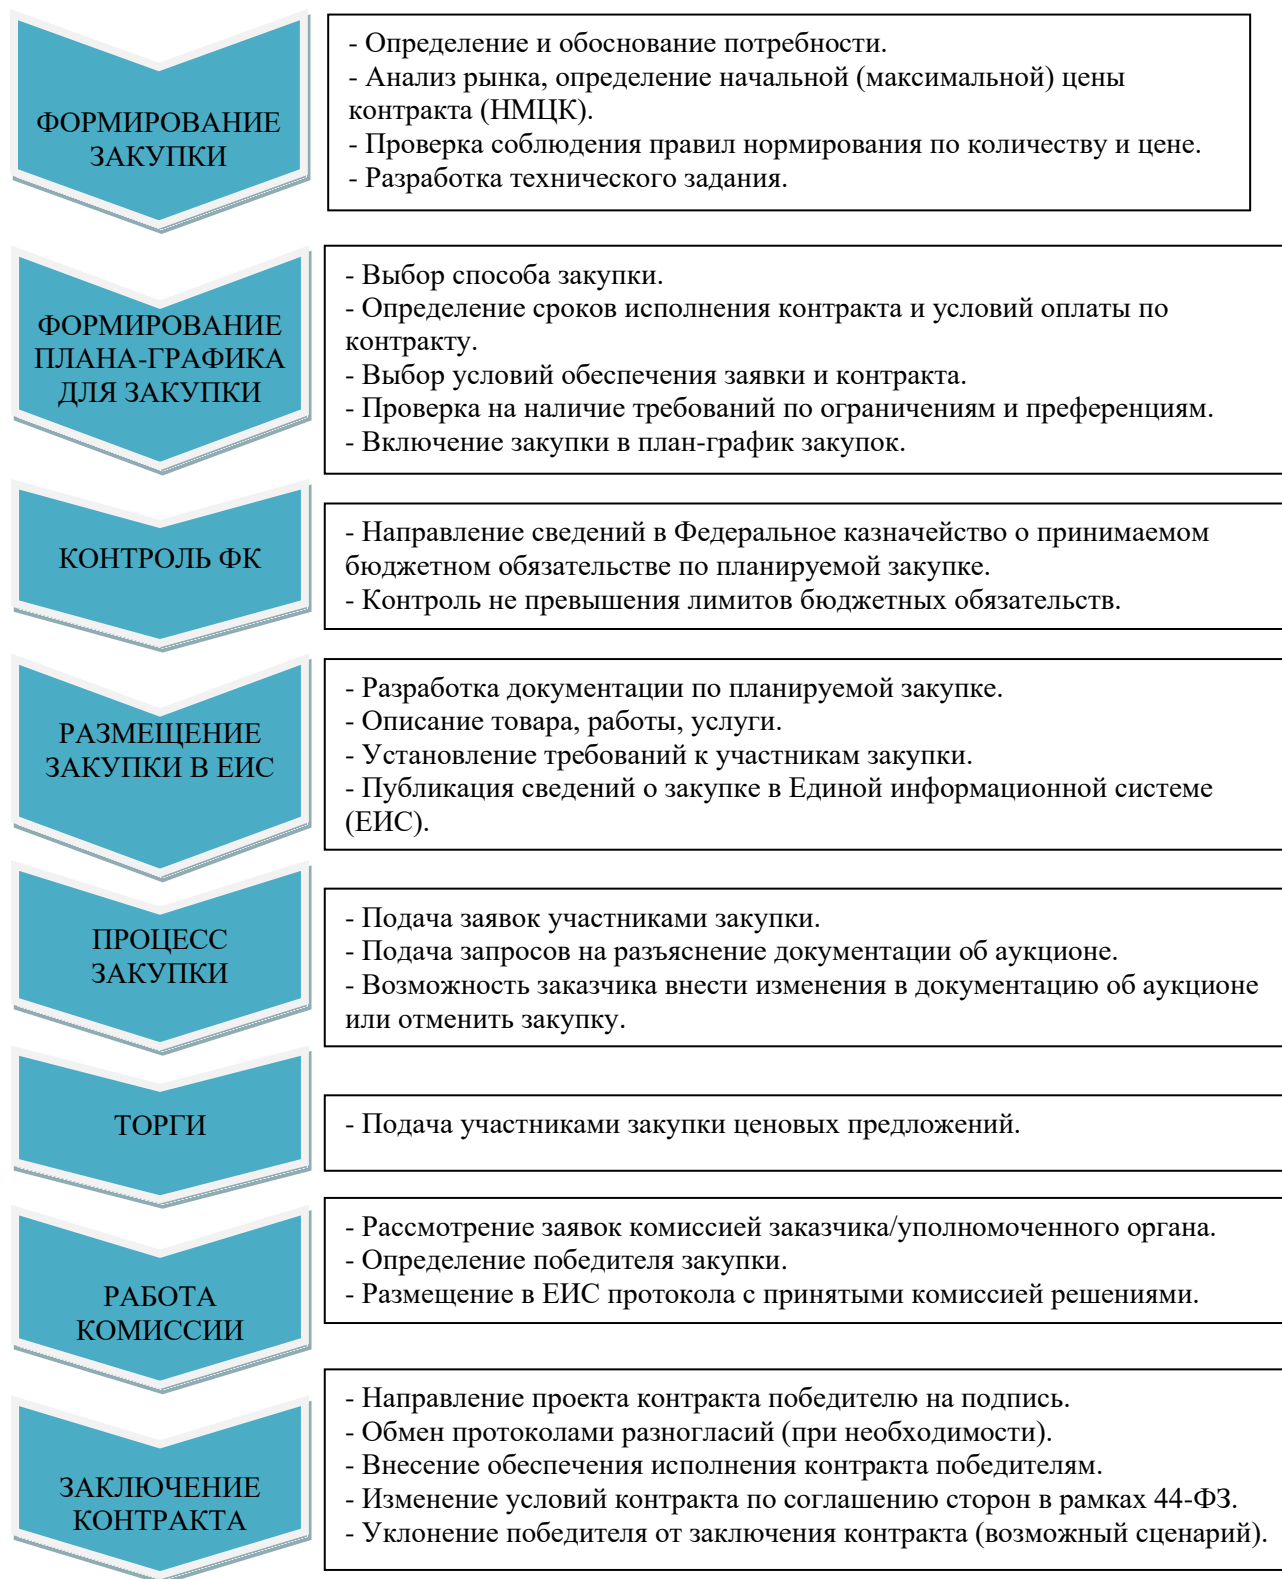 ФОРМИРОВАНИЕ
ЗАКУПКИ
- Определение и обоснование потребности.
- Анализ рынка, определение начальной (максимальной) цены
контракта (НМЦК).
- Проверка соблюдения правил нормирования по количеству и цене.
- Разработка технического задания.
ФОРМИРОВАНИЕ
ПЛАНА-ГРАФИКА
ДЛЯ ЗАКУПКИ
- Выбор способа закупки.
- Определение сроков исполнения контракта и условий оплаты по
контракту.
- Выбор условий обеспечения заявки и контракта.
- Проверка на наличие требований по ограничениям и преференциям.
- Включение закупки в план-график закупок.
КОНТРОЛЬ ФК
- Направление сведений в Федеральное казначейство о принимаемом
бюджетном обязательстве по планируемой закупке.
- Контроль не превышения лимитов бюджетных обязательств.
РАЗМЕЩЕНИЕ
ЗАКУПКИ В ЕИС
- Разработка документации по планируемой закупке.
- Описание товара, работы, услуги.
- Установление требований к участникам закупки.
- Публикация сведений о закупке в Единой информационной системе
(ЕИС).
ПРОЦЕСС
ЗАКУПКИ
- Подача заявок участниками закупки.
- Подача запросов на разъяснение документации об аукционе.
- Возможность заказчика внести изменения в документацию об аукционе
или отменить закупку.
ТОРГИ
- Подача участниками закупки ценовых предложений.
РАБОТА
КОМИССИИ
- Рассмотрение заявок комиссией заказчика/уполномоченного органа.
- Определение победителя закупки.
- Размещение в ЕИС протокола с принятыми комиссией решениями.
ЗАКЛЮЧЕНИЕ
КОНТРАКТА
- Направление проекта контракта победителю на подпись.
- Обмен протоколами разногласий (при необходимости).
- Внесение обеспечения исполнения контракта победителям.
- Изменение условий контракта по соглашению сторон в рамках 44-ФЗ.
- Уклонение победителя от заключения контракта (возможный сценарий).